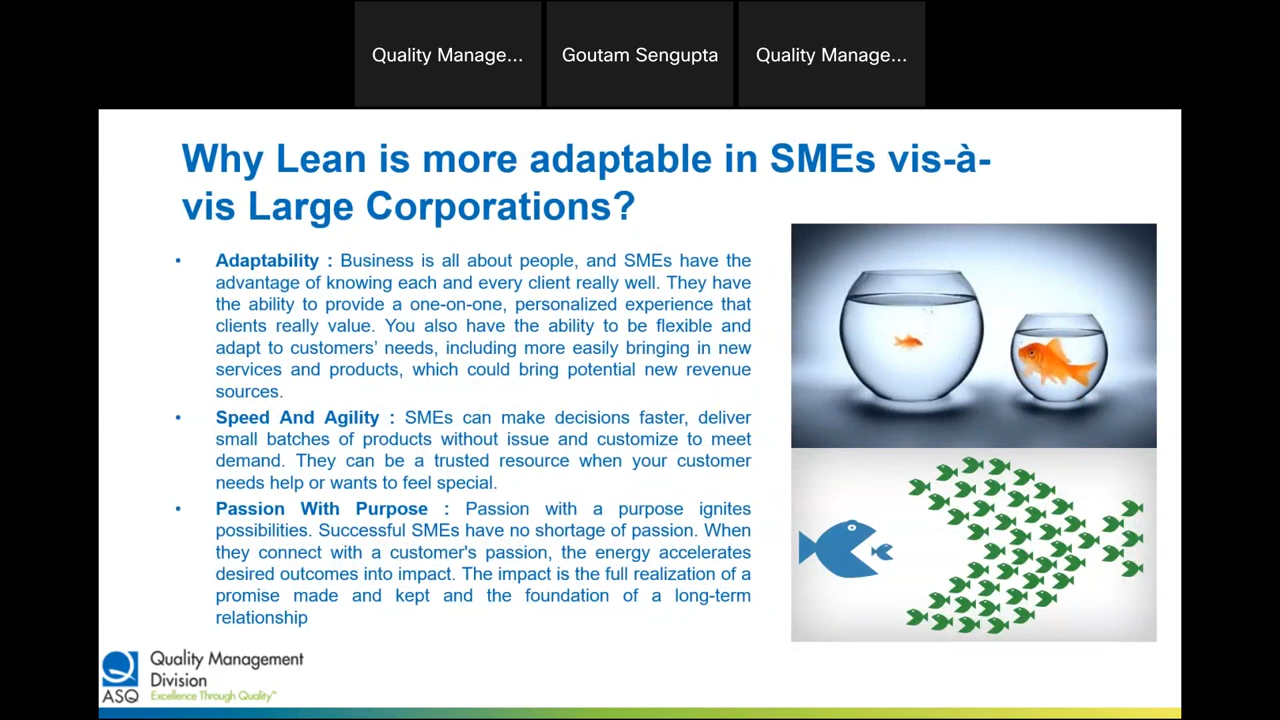 Quality Manage...
Goutam Sengupta
Quality Manage...
Why Lean is more adaptable in SMEs vis-à-
vis Large Corporations?
• Adaptability : Business is all about people, and SMEs have the
advantage of knowing each and every client really well. They have
the ability to provide a one-on-one, personalized experience that
clients really value. You also have the ability to be flexible and
adapt to customers’ needs, including more easily bringing in new
services and products, which could bring potential new revenue
sources.
• Speed And Agility : SMEs can make decisions faster, deliver
small batches of products without issue and customize to meet
demand. They can be a trusted resource when your customer
needs help or wants to feel special.
• Passion With Purpose : Passion with a purpose ignites
possibilities. Successful SMEs have no shortage of passion. When
they connect with a customer's passion, the energy accelerates
desired outcomes into impact. The impact is the full realization of a
promise made and kept and the foundation of a long-term
relationship
ASQ
Quality Management
Division
Excellence Through Quality™